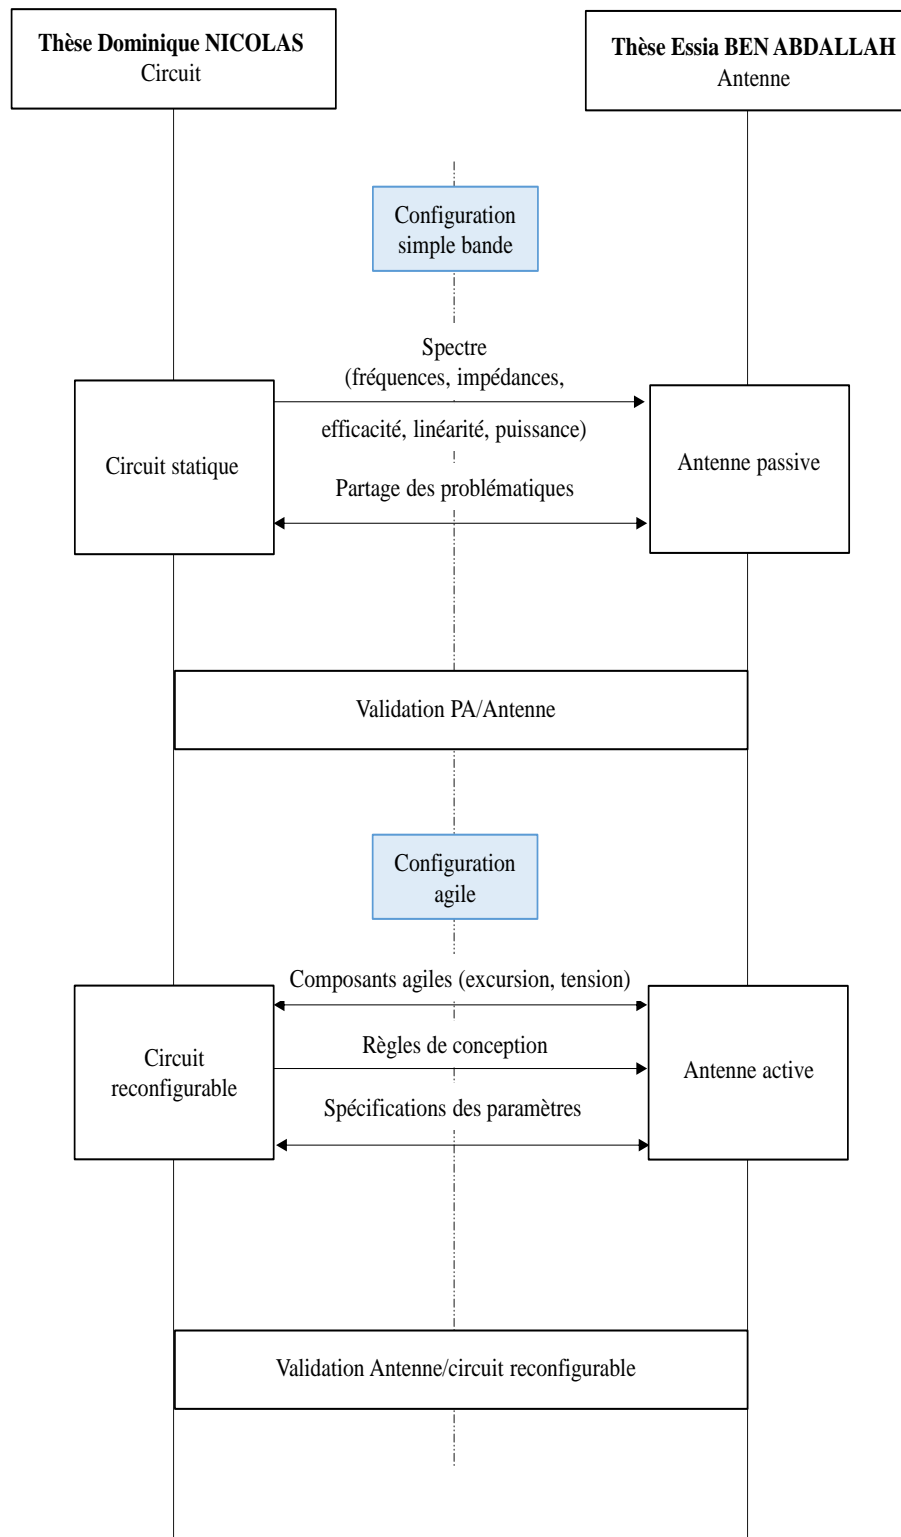 Thèse Dominique NICOLAS
Circuit
Thèse Essia BEN ABDALLAH
Antenne
Configuration
simple bande
Spectre
(fréquences, impédances,
efficacité, linéarité, puissance)
Circuit statique
Antenne passive
Partage des problématiques
Validation PA/Antenne
Configuration
agile
Composants agiles (excursion, tension)
Règles de conception
Circuit
reconfigurable
Antenne active
Spécifications des paramètres
Validation Antenne/circuit reconfigurable